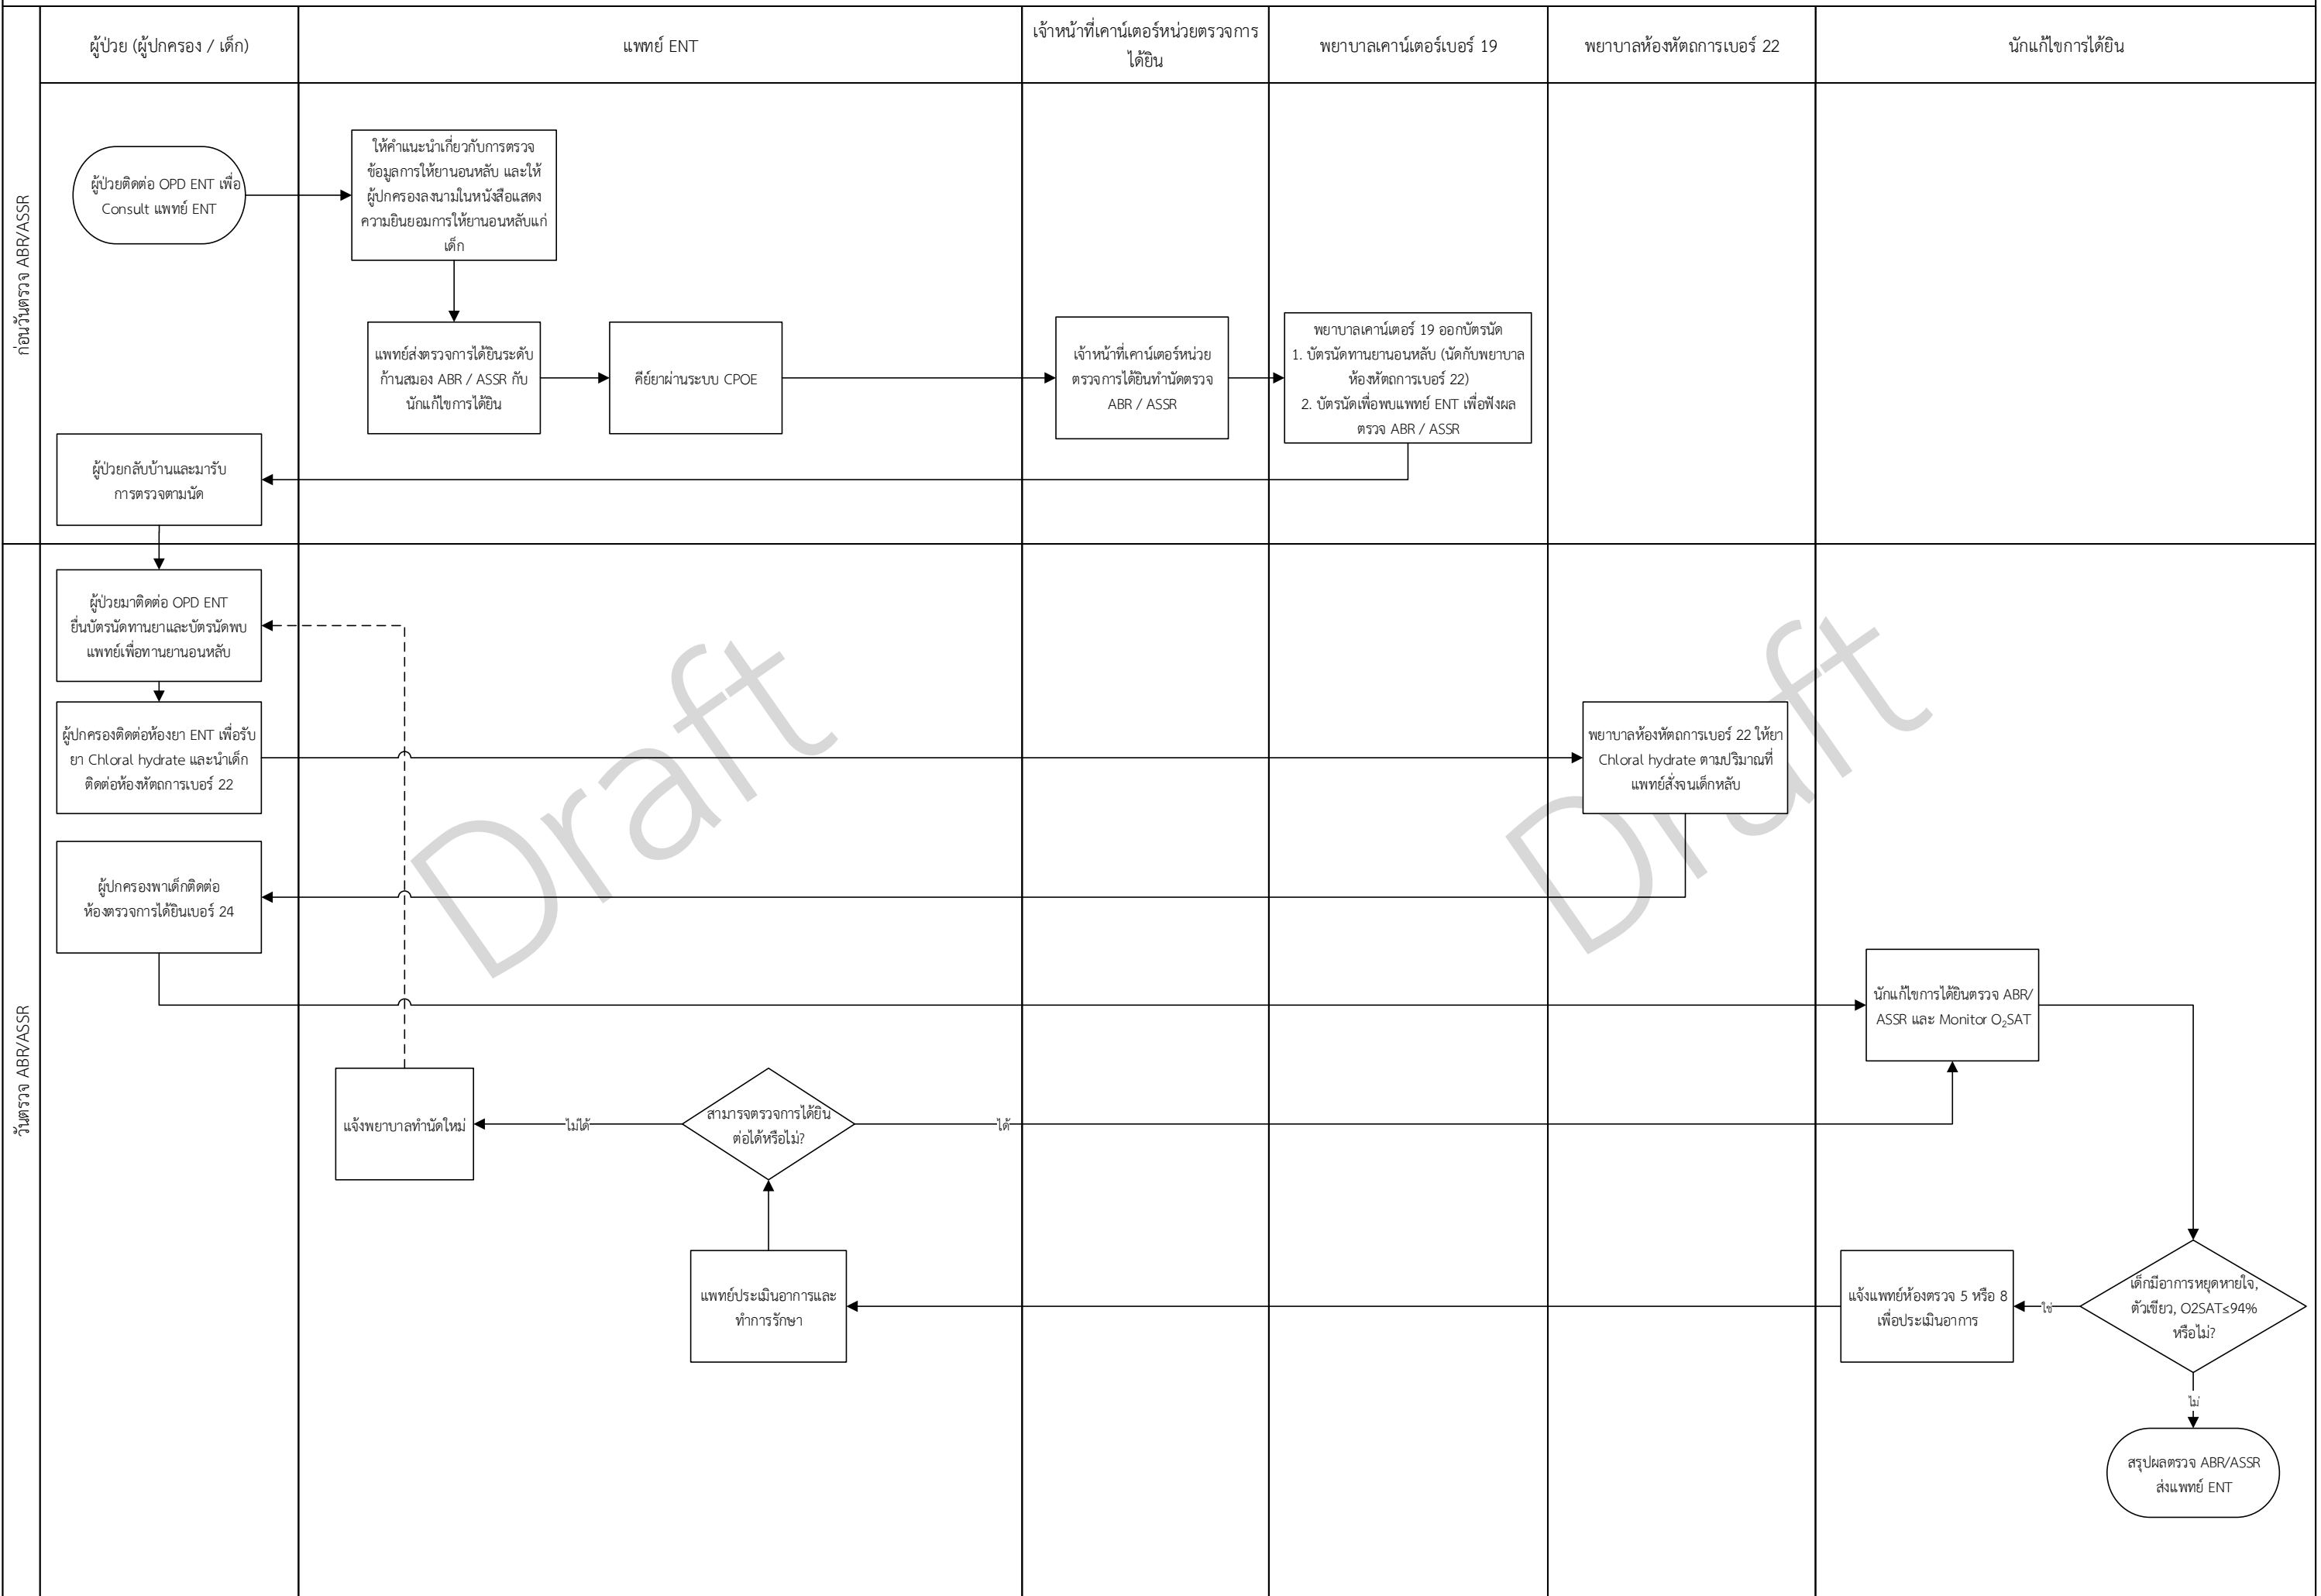 ผู้ป่วย (ผู้ปกครอง / เด็ก)
แพทย์ ENT
เจ้าหน้าที่เคาน์เตอร์หน่วยตรวจการ
ได้ยิน
พยาบาลเคาน์เตอร์เบอร์ 19
พยาบาลห้องหัตถการเบอร์ 22
นักแก้ไขการได้ยิน
ก่อนวันตรวจ ABR/ASSR
ผู้ป่วยติดต่อ OPD ENT เพื่อ
Consult แพทย์ ENT
ให้คำแนะนำเกี่ยวกับการตรวจ
ข้อมูลการให้ยานอนหลับ และให้
ผู้ปกครองลงนามในหนังสือแสดง
ความยินยอมการให้ยานอนหลับแก่
เด็ก
แพทย์ส่งตรวจการได้ยินระดับ
ก้านสมอง ABR / ASSR กับ
นักแก้ไขการได้ยิน
คีย์ยาผ่านระบบ CPOE
เจ้าหน้าที่เคาน์เตอร์หน่วย
ตรวจการได้ยินทำนัดตรวจ
ABR / ASSR
พยาบาลเคาน์เตอร์ 19 ออกบัตรนัด
1. บัตรนัดทานยานอนหลับ (นัดกับพยาบาล
ห้องหัตถการเบอร์ 22)
2. บัตรนัดเพื่อพบแพทย์ ENT เพื่อฟังผล
ตรวจ ABR / ASSR
ผู้ป่วยกลับบ้านและมารับ
การตรวจตามนัด
วันตรวจ ABR/ASSR
ผู้ป่วยมาติดต่อ OPD ENT
ยื่นบัตรนัดทานยาและบัตรนัดพบ
แพทย์เพื่อทานยานอนหลับ
ผู้ปกครองติดต่อห้องยา ENT เพื่อรับ
ยา Chloral hydrate และนำเด็ก
ติดต่อห้องหัตถการเบอร์ 22
พยาบาลห้องหัตถการเบอร์ 22 ให้ยา
Chloral hydrate ตามปริมาณที่
แพทย์สั่งจนเด็กหลับ
ผู้ปกครองพาเด็กติดต่อ
ห้องตรวจการได้ยินเบอร์ 24
Draft
Draft
นักแก้ไขการได้ยินตรวจ ABR/
ASSR และ Monitor O₂SAT
แจ้งพยาบาลทำนัดใหม่
ไม่ได้
สามารจตรวจการได้ยิน
ต่อได้หรือไม่?
ได้
แพทย์ประเมินอาการและ
ทำการรักษา
แจ้งแพทย์ห้องตรวจ 5 หรือ 8
เพื่อประเมินอาการ
ใช่
เด็กมีอาการหยุดหายใจ,
ตัวเขียว, O2SAT≤94%
หรือไม่?
ไม่
สรุปผลตรวจ ABR/ASSR
ส่งแพทย์ ENT